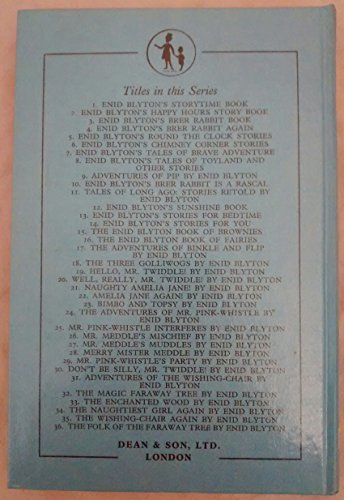 Titles in this Series
1. ENID BLYTON'S STORYTIME BOOK
2. ENID BLYTON'S HAPPY HOURS STORY BOOK
3. ENID BLYTON'S BRER RABBIT BOOK
4. ENID BLYTON'S BRER RABBIT AGAIN
5. ENID BLYTON'S ROUND THE CLOCK STORIES
6. ENID BLYTON'S CHIMNEY CORNER STORIES
7. ENID BLYTON'S TALES OF BRAVE ADVENTURE
8. ENID BLYTON'S TALES OF TOYLAND AND
OTHER STORIES
9. ADVENTURES OF PIP BY ENID BLYTON
10. ENID BLYTON'S BRER RABBIT IS A RASCAL
11. TALES OF LONG AGO: STORIES RETOLD BY
ENID BLYTON
12. ENID BLYTON'S SUNSHINE BOOK
13. ENID BLYTON'S STORIES FOR BEDTIME
14. ENID BLYTON'S STORIES FOR YOU
15. THE ENID BLYTON BOOK OF BROWNIES
16. THE ENID BLYTON BOOK OF FAIRIES
17. THE ADVENTURES OF BINKLE AND FLIP
BY ENID BLYTON
18. THE THREE GOLLIWOGS BY ENID BLYTON
19. HELLO, MR. TWIDDLE! BY ENID BLYTON
20. WELL, REALLY, MR. TWIDDLE! BY ENID BLYTON
21. NAUGHTY AMELIA JANE! BY ENID BLYTON
22. AMELIA JANE AGAIN! BY ENID BLYTON
23. BIMBO AND TOPSY BY ENID BLYTON
24. THE ADVENTURES OF MR. PINK-WHISTLE BY
ENID BLYTON
25. MR. PINK-WHISTLE INTERFERES BY ENID BLYTON
26. MR. MEDDLE'S MISCHIEF BY ENID BLYTON
27. MR. MEDDLE'S MUDDLES BY ENID BLYTON
28. MERRY MISTER MEDDLE BY ENID BLYTON
29. MR. PINK-WHISTLE'S PARTY BY ENID BLYTON
30. DON'T BE SILLY, MR. TWIDDLE! BY ENID BLYTON
31. ADVENTURES OF THE WISHING-CHAIR BY
ENID BLYTON
32. THE MAGIC FARAWAY TREE BY ENID BLYTON
33. THE ENCHANTED WOOD BY ENID BLYTON
34. THE NAUGHTIEST GIRL AGAIN BY ENID BLYTON
35. THE WISHING-CHAIR AGAIN BY ENID BLYTON
36. THE FOLK OF THE FARAWAY TREE BY ENID BLYTON
DEAN & SON, LTD.
LONDON